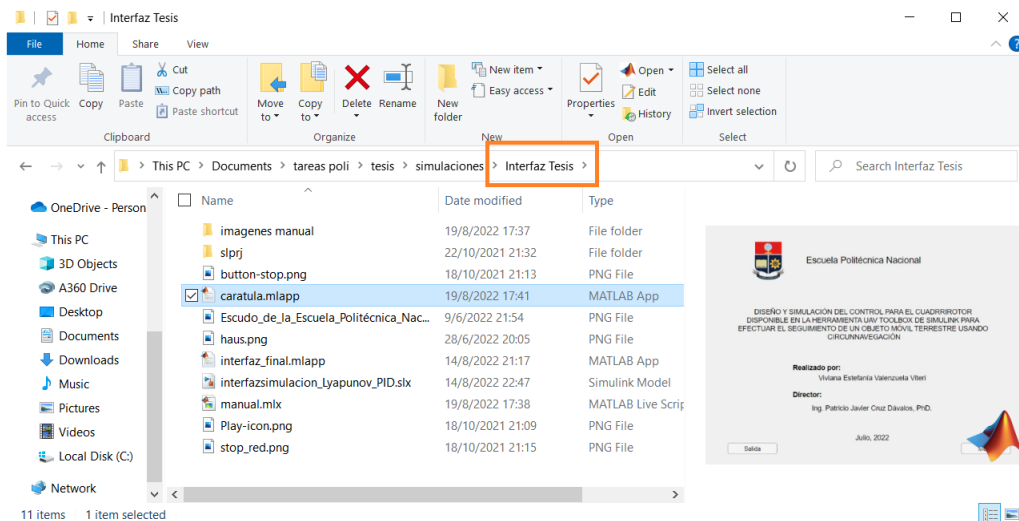 Interfaz Tesis
File Home Share View
Pin to Quick access
Copy
Paste
Cut
Copy path
Paste shortcut
Clipboard
Move to
Copy to
Delete
Rename
Organize
New folder
New item
Easy access
New
Properties
Open
Edit
History
Open
Select all
Select none
Invert selection
Select
This PC > Documents > tareas poli > tesis > simulaciones > Interfaz Tesis >
Search Interfaz Tesis
OneDrive - Person
This PC
3D Objects
A360 Drive
Desktop
Documents
Downloads
Music
Pictures
Videos
Local Disk (C:)
Network
Name Date modified Type
imagenes manual 19/8/2022 17:37 File folder
slprj 22/10/2021 21:32 File folder
button-stop.png 18/10/2021 21:13 PNG File
caratula.mlapp 19/8/2022 17:41 MATLAB App
Escudo_de_la_Escuela_Politécnica_Nac... 9/6/2022 21:54 PNG File
haus.png 28/6/2022 20:05 PNG File
interfaz_final.mlapp 14/8/2022 21:17 MATLAB App
interfazsimulacion_Lyapunov_PID.slx 14/8/2022 22:47 Simulink Model
manual.mlx 19/8/2022 17:38 MATLAB Live Scrip
Play-icon.png 18/10/2021 21:09 PNG File
stop_red.png 18/10/2021 21:15 PNG File
Escuela Politécnica Nacional
DISEÑO Y SIMULACIÓN DEL CONTROL PARA EL CUADRRIROTOR
DISPONIBLE EN LA HERRAMIENTA UAV TOOLBOX DE SIMULINK PARA
EFECTUAR EL SEGUIMIENTO DE UN OBJETO MÓVIL TERRESTRE USANDO
CIRCUNNAVEGACIÓN
Realizado por:
Viviana Estefanía Valenzuela Viteri
Director:
Ing. Patricio Javier Cruz Dávalos, PhD.
Julio, 2022
Salida
11 items 1 item selected